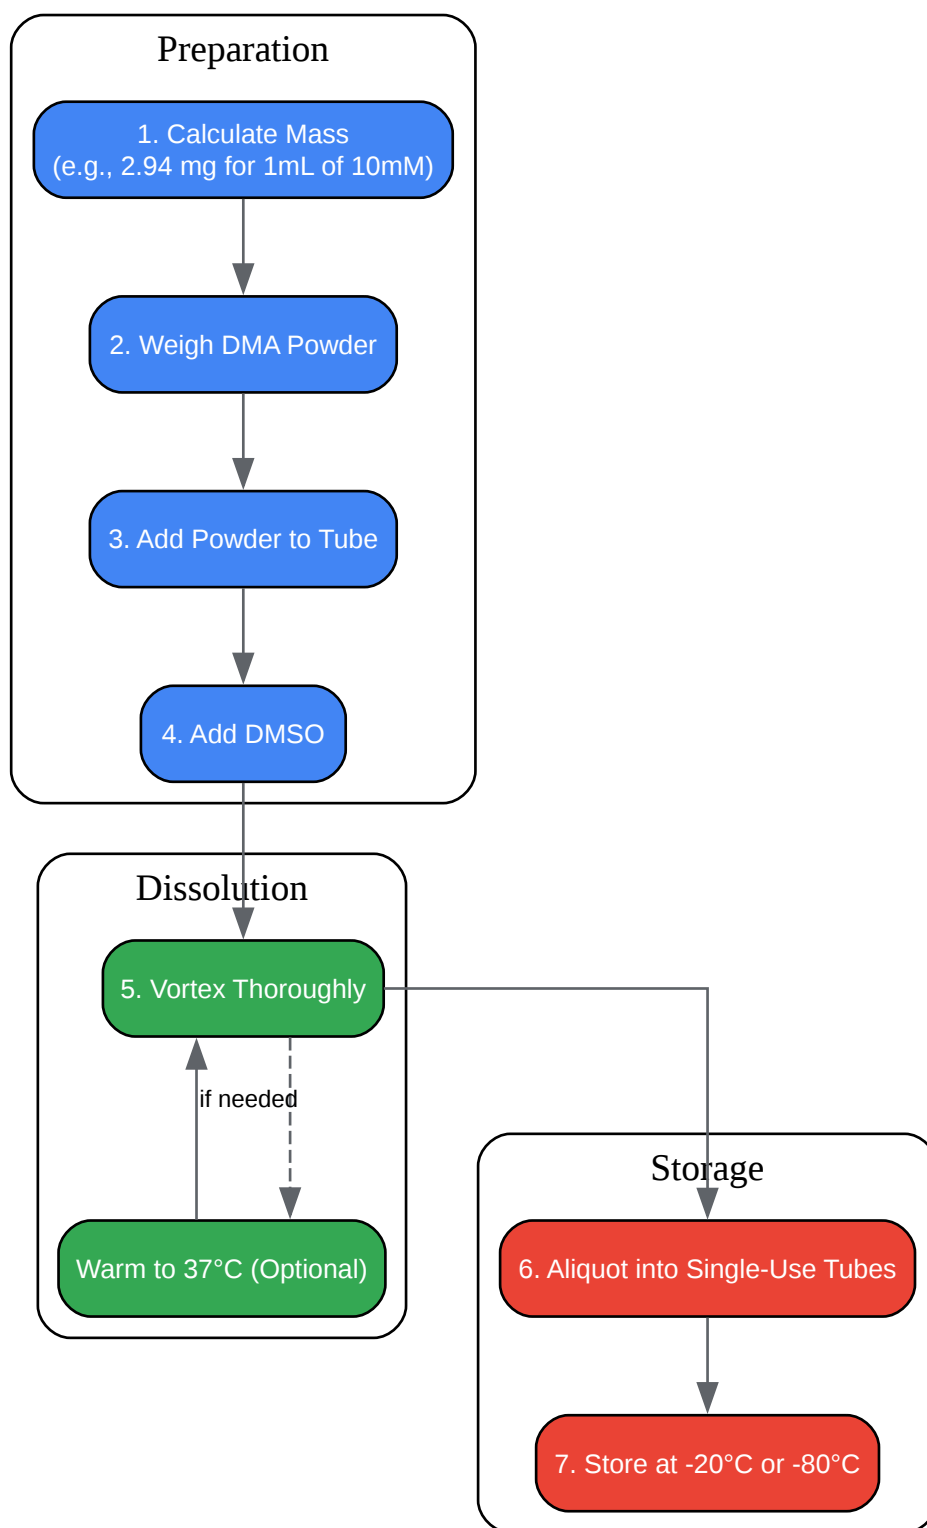 Preparation
1. Calculate Mass
(e.g., 2.94 mg for 1mL of 10mM)
2. Weigh DMA Powder
3. Add Powder to Tube
4. Add DMSO
Dissolution
5. Vortex Thoroughly
if needed
Warm to 37°C (Optional)
Storage
6. Aliquot into Single-Use Tubes
7. Store at -20°C or -80°C